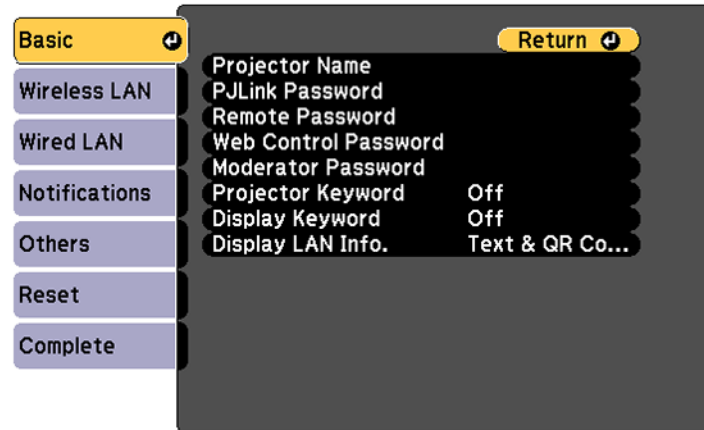 Basic
Wireless LAN
Wired LAN
Notifications
Others
Reset
Complete
Return
Projector Name
PJLink Password
Remote Password
Web Control Password
Moderator Password
Projector Keyword Off
Display Keyword Off
Display LAN Info. Text & QR Co...